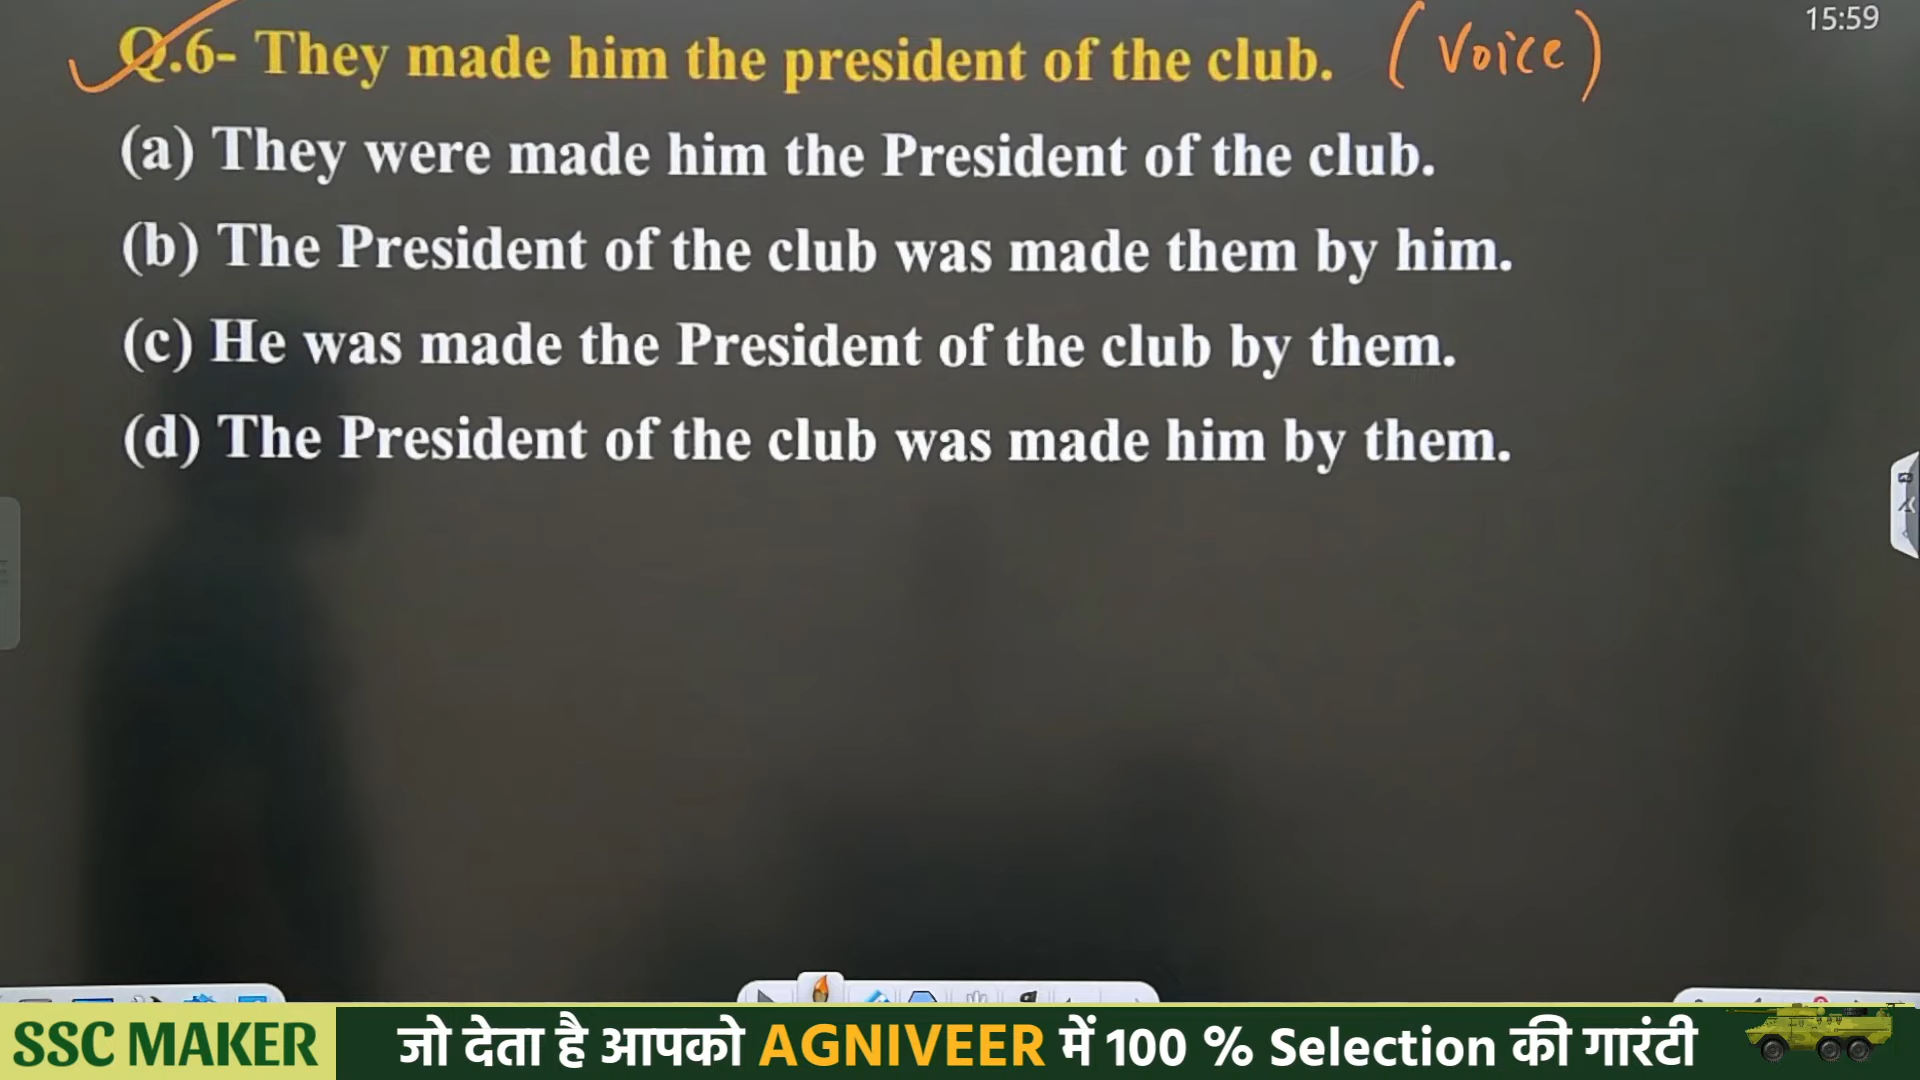 15:59
Q.6- They made him the president of the club. (Voice)
(a) They were made him the President of the club.
(b) The President of the club was made them by him.
(c) He was made the President of the club by them.
(d) The President of the club was made him by them.
SSC MAKER जो देता है आपको AGNIVEER में 100 % Selection की गारंटी